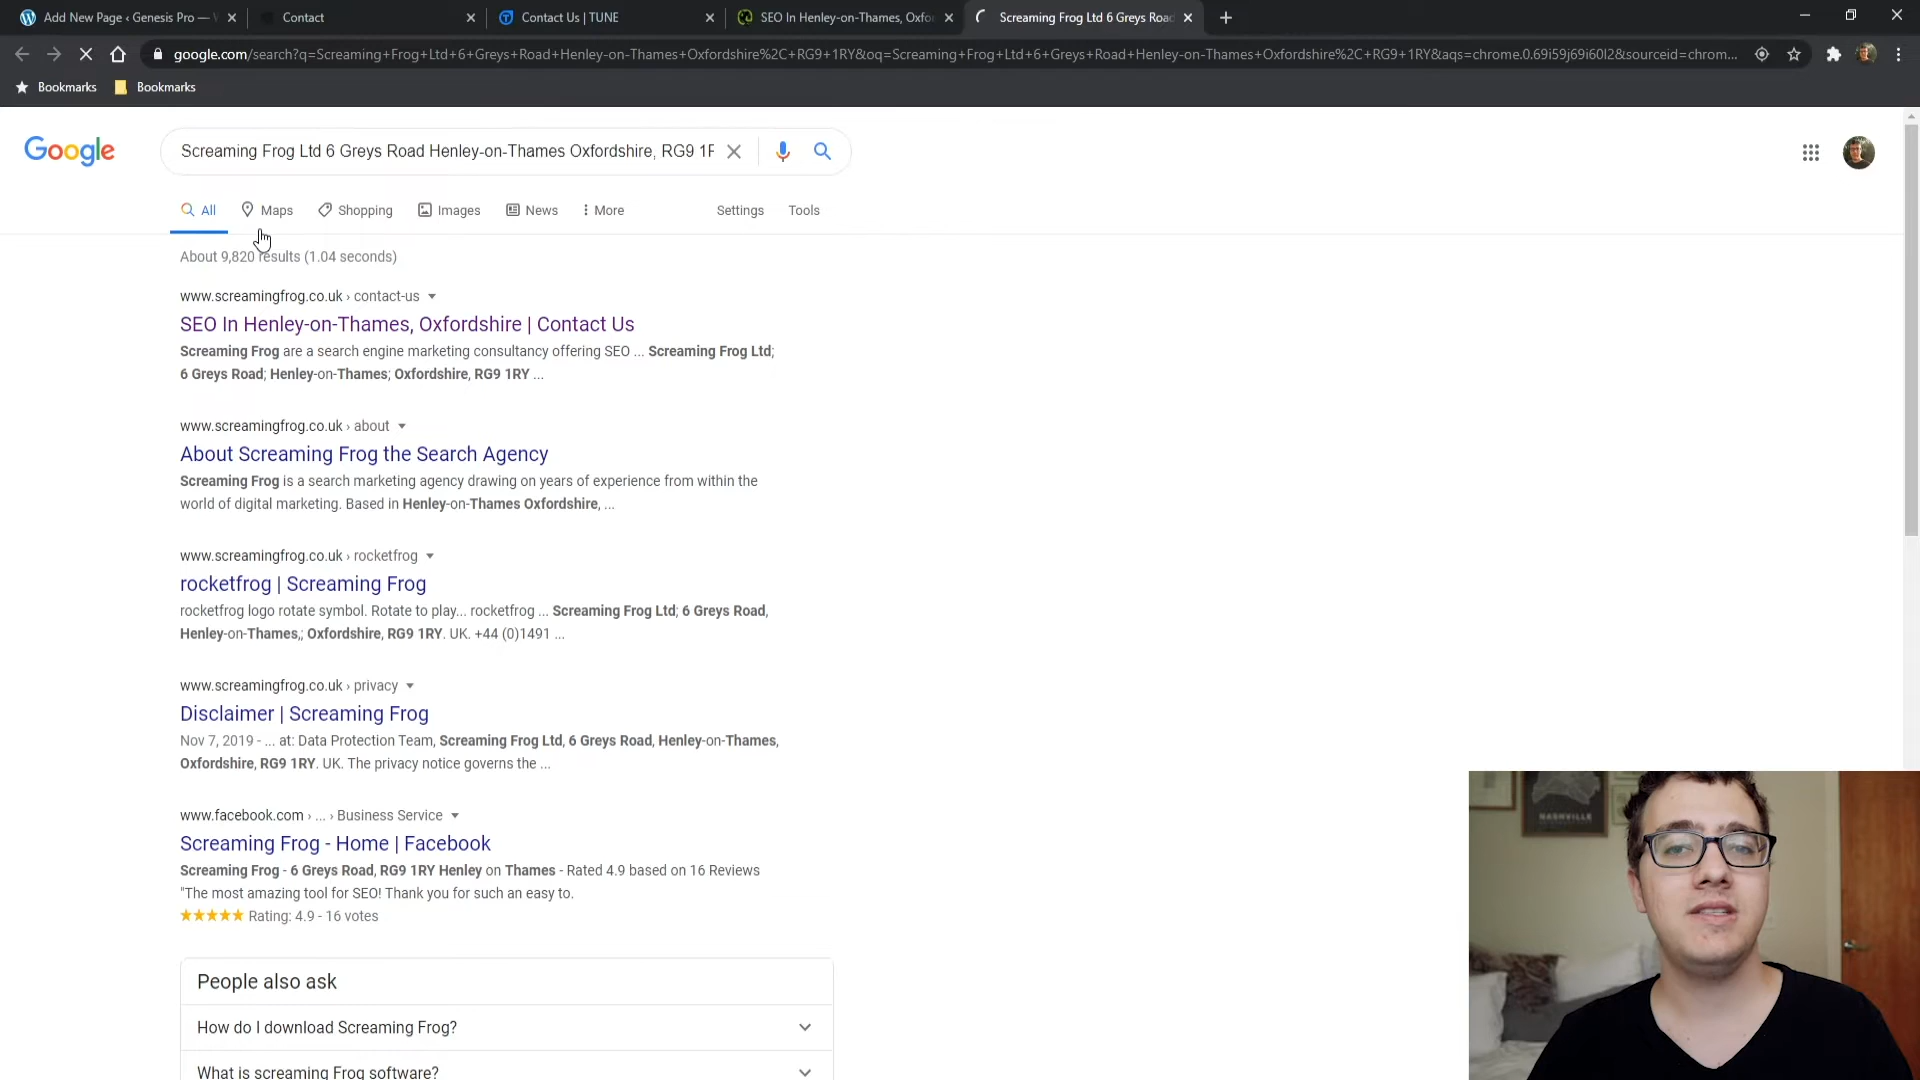 Add New Page ‹ Genesis Pro —
Contact
Contact Us | TUNE
SEO In Henley-on-Thames, Oxfo
Screaming Frog Ltd 6 Greys Road
google.com/search?q=Screaming+Frog+Ltd+6+Greys+Road+Henley-on-Thames+Oxfordshire%2C+RG9+1RY&oq=Screaming+Frog+Ltd+6+Greys+Road+Henley-on-Thames+Oxfordshire%2C+RG9+1RY&aqs=chrome.0.69i59j69i60l2&sourceid=chrom...
Bookmarks
Bookmarks
Google
Screaming Frog Ltd 6 Greys Road Henley-on-Thames Oxfordshire, RG9 1F
All
Maps
Shopping
Images
News
More
Settings
Tools
About 9,820 results (1.04 seconds)
www.screamingfrog.co.uk › contact-us
SEO In Henley-on-Thames, Oxfordshire | Contact Us
Screaming Frog are a search engine marketing consultancy offering SEO ... Screaming Frog Ltd;
6 Greys Road; Henley-on-Thames; Oxfordshire, RG9 1RY ...
www.screamingfrog.co.uk › about
About Screaming Frog the Search Agency
Screaming Frog is a search marketing agency drawing on years of experience from within the
world of digital marketing. Based in Henley-on-Thames Oxfordshire, ...
www.screamingfrog.co.uk › rocketfrog
rocketfrog | Screaming Frog
rocketfrog logo rotate symbol. Rotate to play... rocketfrog ... Screaming Frog Ltd; 6 Greys Road,
Henley-on-Thames,; Oxfordshire, RG9 1RY. UK. +44 (0)1491 ...
www.screamingfrog.co.uk › privacy
Disclaimer | Screaming Frog
Nov 7, 2019 - ... at: Data Protection Team, Screaming Frog Ltd, 6 Greys Road, Henley-on-Thames,
Oxfordshire, RG9 1RY. UK. The privacy notice governs the ...
www.facebook.com › ... › Business Service
Screaming Frog - Home | Facebook
Screaming Frog - 6 Greys Road, RG9 1RY Henley on Thames - Rated 4.9 based on 16 Reviews
"The most amazing tool for SEO! Thank you for such an easy to.
Rating: 4.9 - 16 votes
People also ask
How do I download Screaming Frog?
What is screaming Frog software?
NASHVILLE